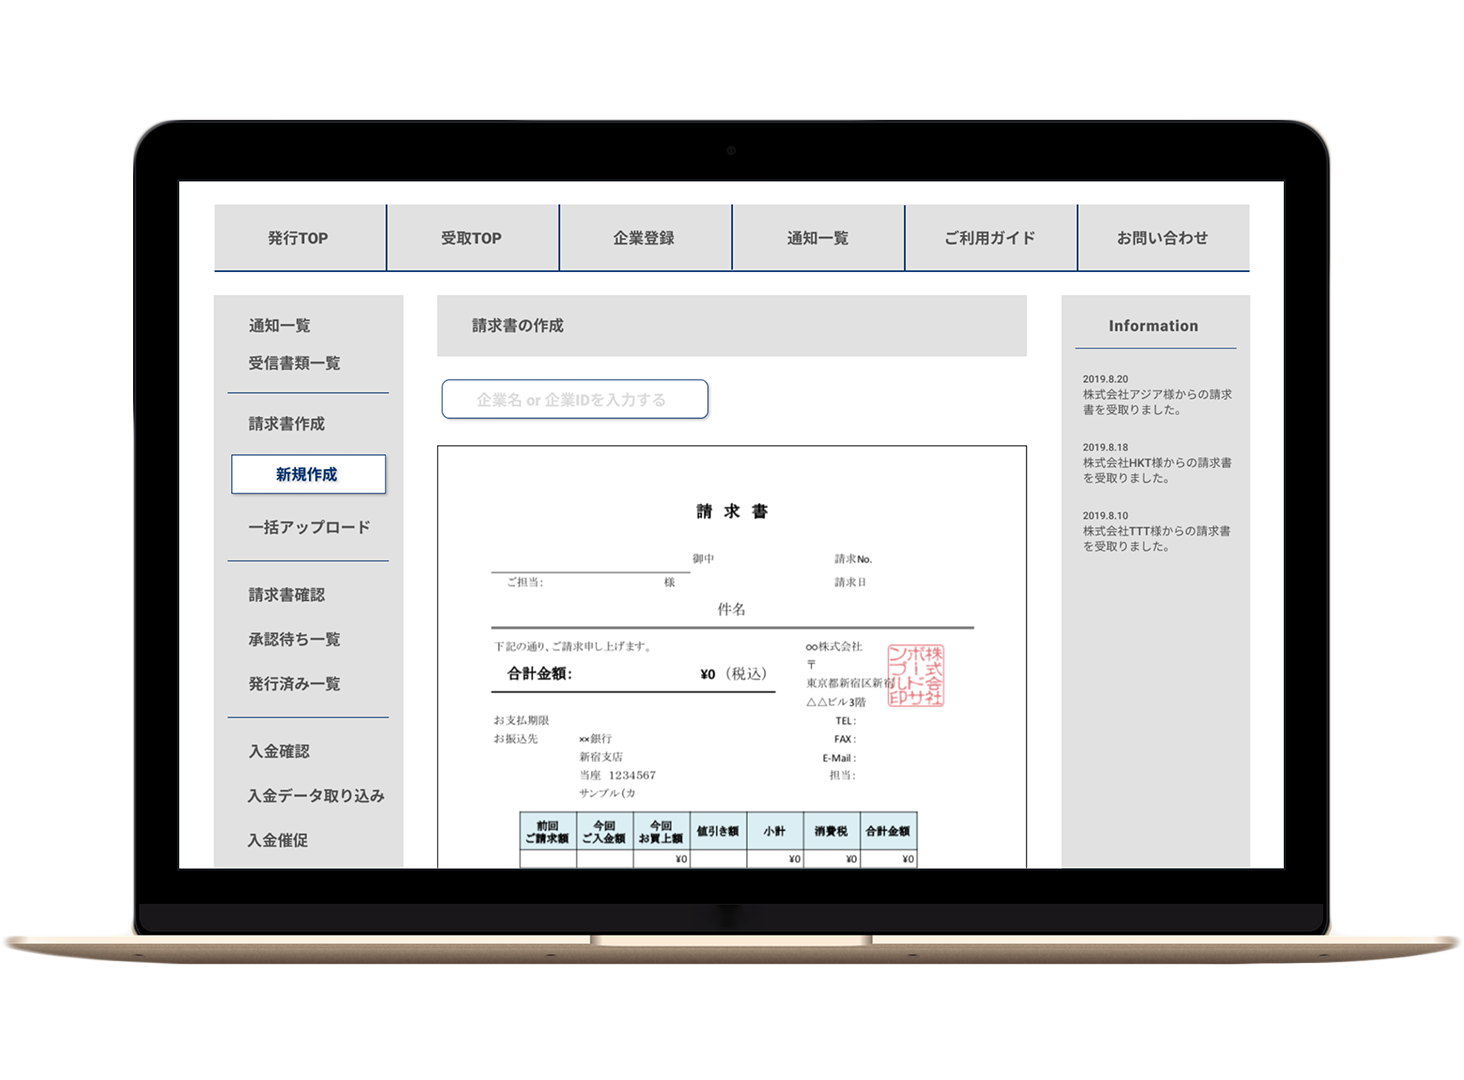 発行TOP
受取TOP
企業登録
通知一覧
ご利用ガイド
お問い合わせ
通知一覧
受信書類一覧
請求書作成
新規作成
一括アップロード
請求書確認
承認待ち一覧
発行済み一覧
入金確認
入金データ取り込み
入金催促
請求書の作成
企業名 or 企業IDを入力する
請 求 書
御中
請求No.
ご担当: 様
請求日
件名
下記の通り、ご請求申し上げます。
合計金額: ¥0 (税込)
∞株式会社
〒
東京都新宿区新宿
△△ビル3階
TEL:
FAX:
E-Mail:
担当:
株式会社サンプルボードサ印
お支払期限
お振込先 ××銀行
新宿支店
当座 1234567
サンプル(カ
前回 今回 今回 値引き額 小計 消費税 合計金額
ご請求額 ご入金額 お買上額
¥0 ¥0 ¥0 ¥0
Information
2019.8.20
株式会社アジア様からの請求
書を受取りました。
2019.8.18
株式会社HKT様からの請求書
を受取りました。
2019.8.10
株式会社TTT様からの請求書
を受取りました。